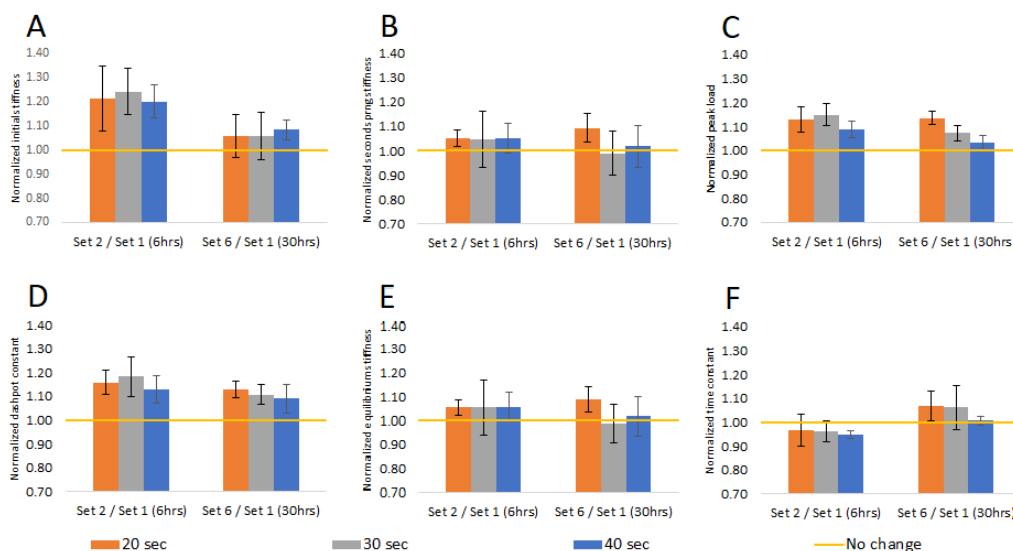 A
Normalized initial stiffness
1.40
1.30
1.20
1.10
1.00
0.90
0.80
0.70
Set 2 / Set 1 (6hrs) Set 6 / Set 1 (30hrs)
B
Normalized second spring stiffness
1.40
1.30
1.20
1.10
1.00
0.90
0.80
0.70
Set 2 / Set 1 (6hrs) Set 6 / Set 1 (30hrs)
C
Normalized peak load
1.40
1.30
1.20
1.10
1.00
0.90
0.80
0.70
Set 2 / Set 1 (6hrs) Set 6 / Set 1 (30hrs)
D
Normalized dashpot constant
1.40
1.30
1.20
1.10
1.00
0.90
0.80
0.70
Set 2 / Set 1 (6hrs) Set 6 / Set 1 (30hrs)
E
Normalized equilibrium stiffness
1.40
1.30
1.20
1.10
1.00
0.90
0.80
0.70
Set 2 / Set 1 (6hrs) Set 6 / Set 1 (30hrs)
F
Normalized time constant
1.40
1.30
1.20
1.10
1.00
0.90
0.80
0.70
Set 2 / Set 1 (6hrs) Set 6 / Set 1 (30hrs)
20 sec 30 sec 40 sec No change